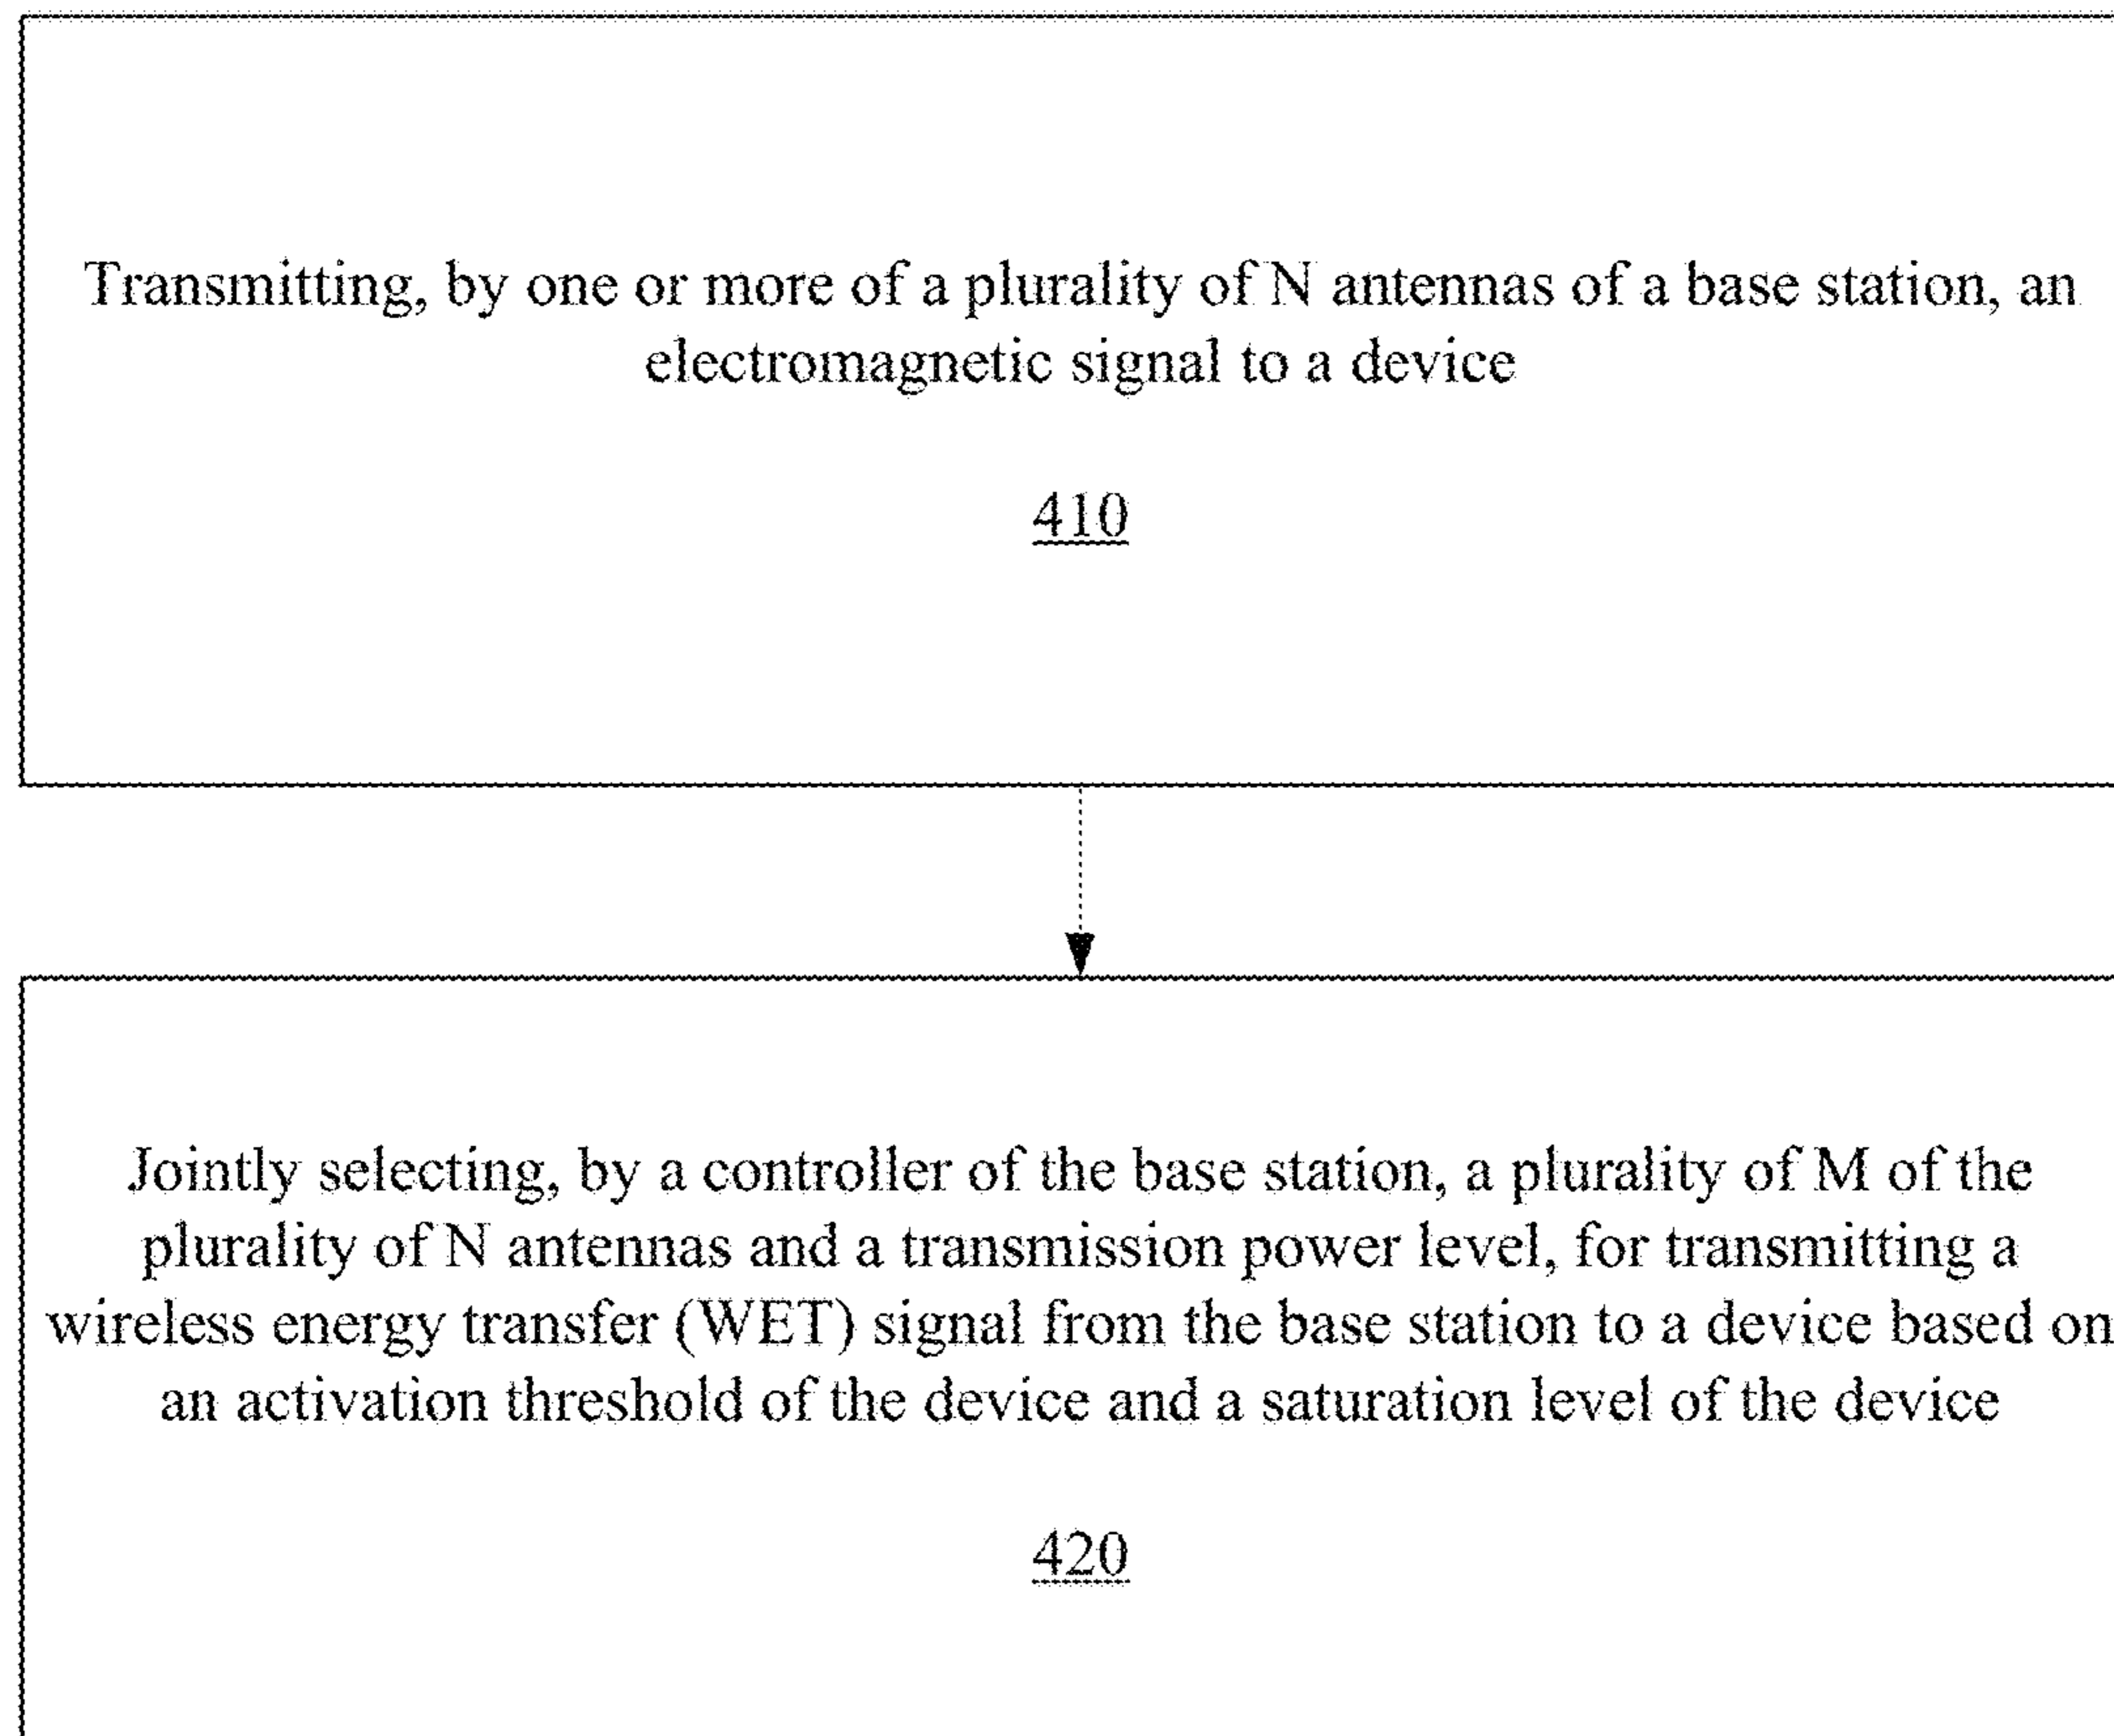 Transmitting, by one or more of a plurality of N antennas of a base station, an
electromagnetic signal to a device
410
Jointly selecting, by a controller of the base station, a plurality of M of the
plurality of N antennas and a transmission power level, for transmitting a
wireless energy transfer (WET) signal from the base station to a device based on
an activation threshold of the device and a saturation level of the device
420